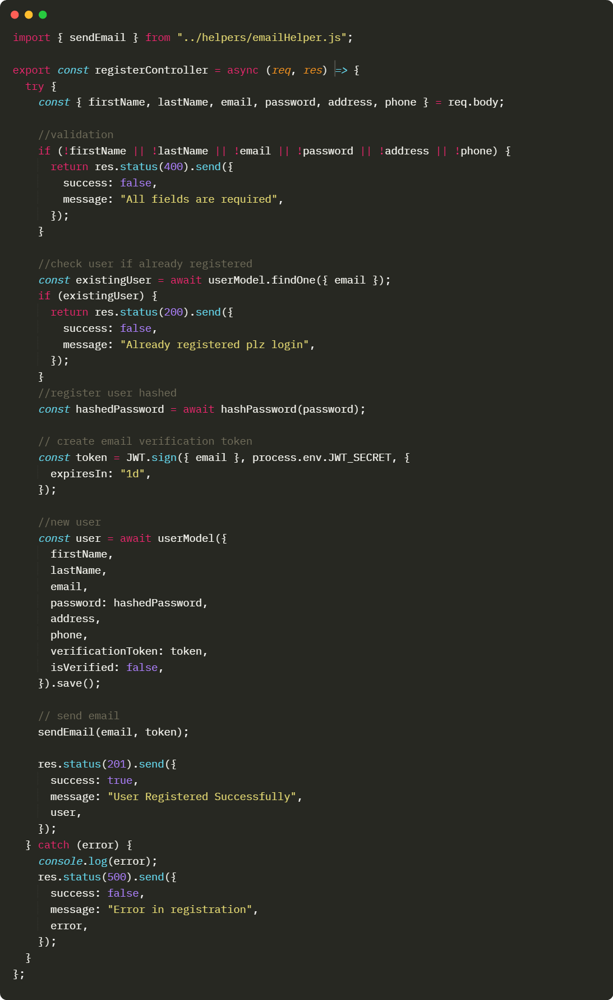 import { sendEmail } from "../helpers/emailHelper.js";

export const registerController = async (req, res) => {
  try {
    const { firstName, lastName, email, password, address, phone } = req.body;

    //validation
    if (!firstName || !lastName || !email || !password || !address || !phone) {
      return res.status(400).send({
        success: false,
        message: "All fields are required",
      });
    }

    //check user if already registered
    const existingUser = await userModel.findOne({ email });
    if (existingUser) {
      return res.status(200).send({
        success: false,
        message: "Already registered plz login",
      });
    }
    //register user hashed
    const hashedPassword = await hashPassword(password);

    // create email verification token
    const token = JWT.sign({ email }, process.env.JWT_SECRET, {
      expiresIn: "1d",
    });

    //new user
    const user = await userModel({
      firstName,
      lastName,
      email,
      password: hashedPassword,
      address,
      phone,
      verificationToken: token,
      isVerified: false,
    }).save();

    // send email
    sendEmail(email, token);

    res.status(201).send({
      success: true,
      message: "User Registered Successfully",
      user,
    });
  } catch (error) {
    console.log(error);
    res.status(500).send({
      success: false,
      message: "Error in registration",
      error,
    });
  }
};